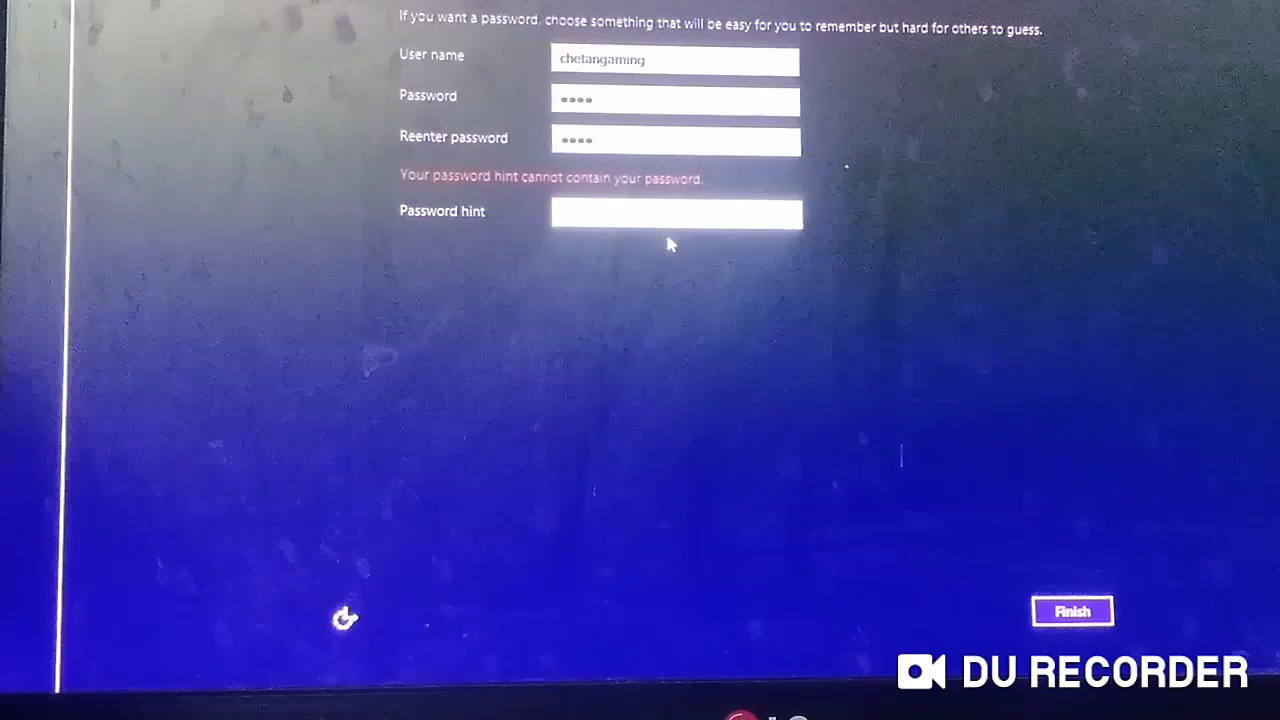 If you want a password, choose something that will be easy for you to remember but hard for others to guess.
User name
chetangaming
Password
Reenter password
Your password hint cannot contain your password.
Password hint
Finish
DU RECORDER